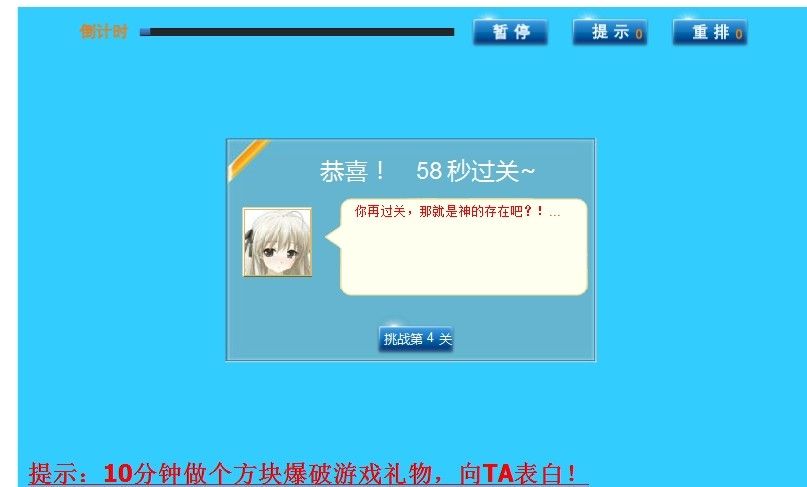 倒计时
暂停
提示 0
重排 0
恭喜！ 58秒过关~
你再过关，那就是神的存在吧？！...
挑战第 4 关
提示：10分钟做个方块爆破游戏礼物，向TA表白！